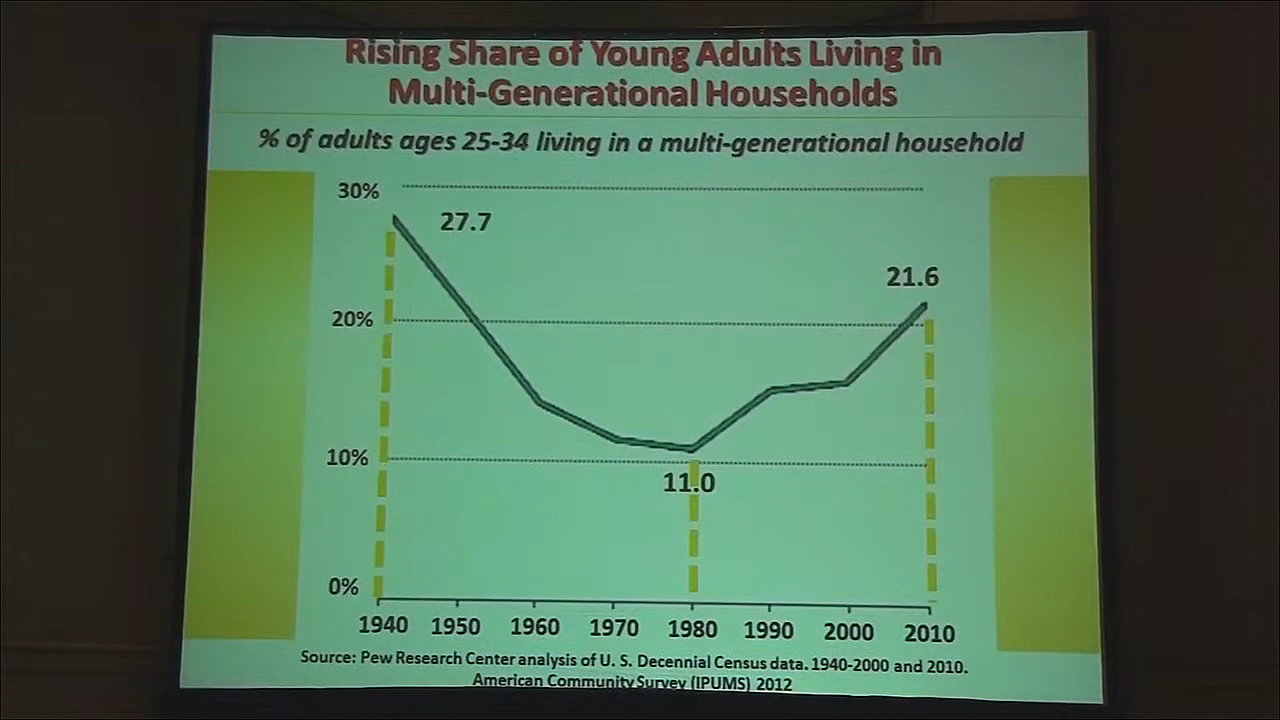 Rising Share of Young Adults Living in
Multi-Generational Households
% of adults ages 25-34 living in a multi-generational household
30%
27.7
21.6
20%
10%
11.0
0%
1940 1950 1960 1970 1980 1990 2000 2010
Source: Pew Research Center analysis of U. S. Decennial Census data. 1940-2000 and 2010.
American Community Survey (IPUMS) 2012